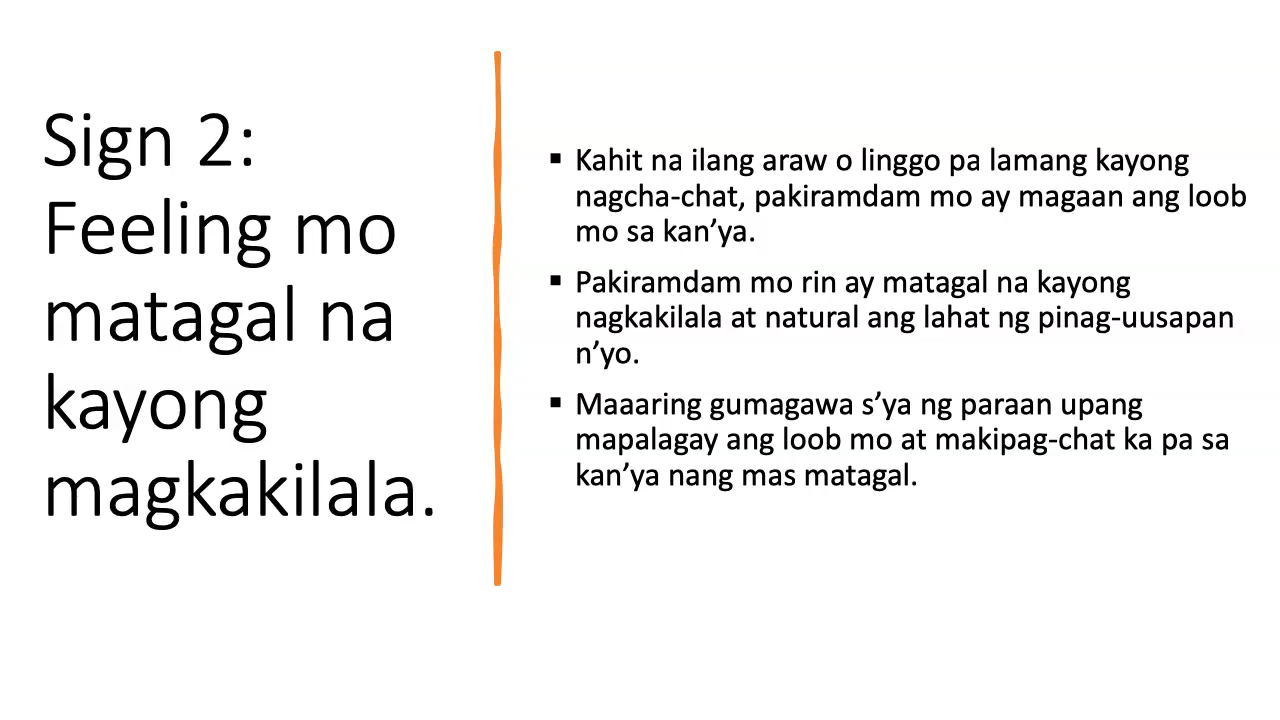 Sign 2:
Feeling mo
matagal na
kayong
magkakilala.
▪ Kahit na ilang araw o linggo pa lamang kayong
nagcha-chat, pakiramdam mo ay magaan ang loob
mo sa kan’ya.
▪ Pakiramdam mo rin ay matagal na kayong
nagkakilala at natural ang lahat ng pinag-uusapan
n’yo.
▪ Maaaring gumagawa s’ya ng paraan upang
mapalagay ang loob mo at makipag-chat ka pa sa
kan’ya nang mas matagal.